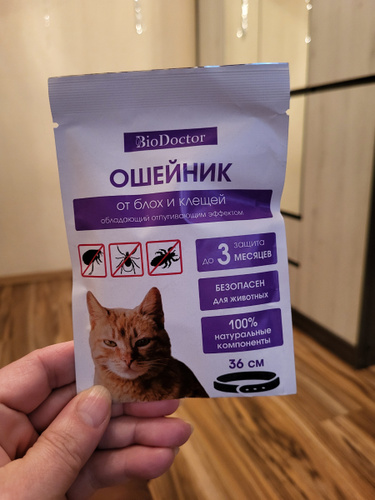 BioDoctor
ОШЕЙНИК
от блох и клещей
обладающий отпугивающим эффектом
защита
до 3 МЕСЯЦЕВ
БЕЗОПАСЕН
для животных
100%
натуральные
компоненты
36 см